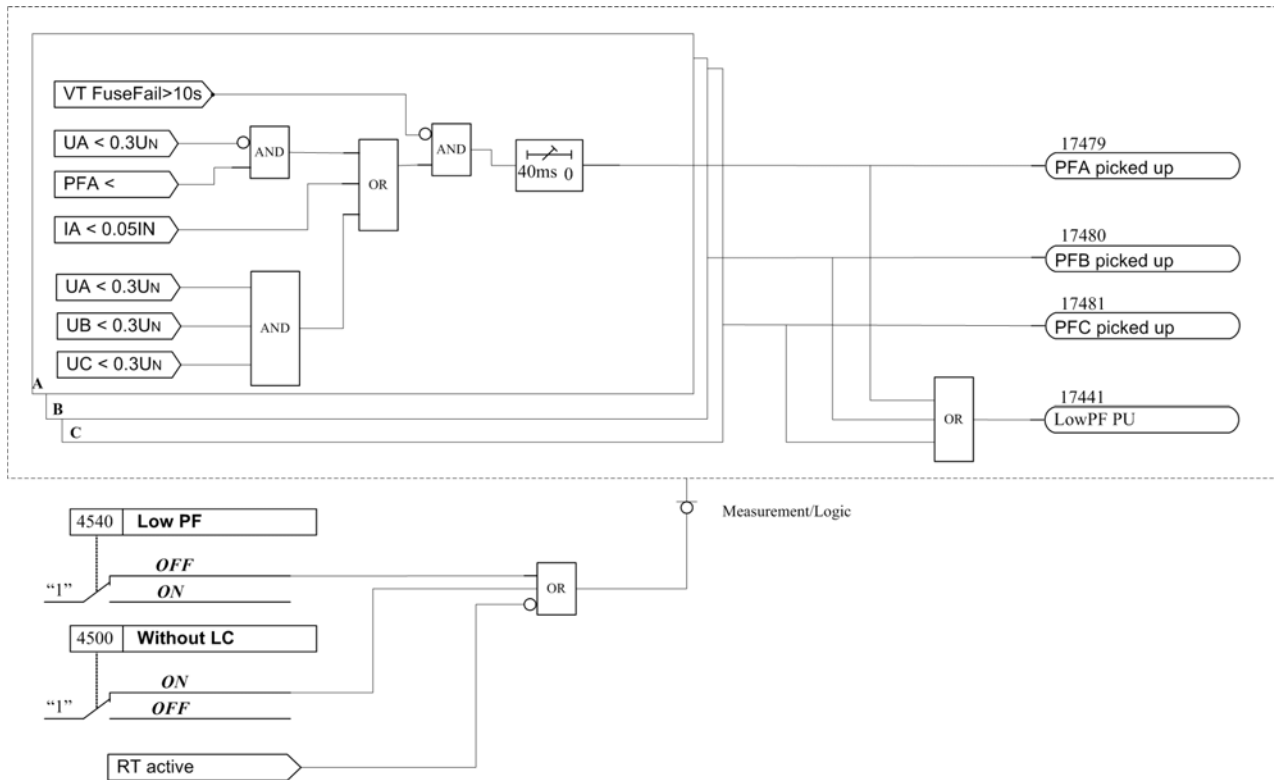 VT FuseFail>10s
UA < 0.3UN
AND
PFA <
IA < 0.05IN
OR
AND
40ms 0
UA < 0.3UN
UB < 0.3UN
UC < 0.3UN
AND
A
B
C
17479
PFA picked up
17480
PFB picked up
17481
PFC picked up
17441
LowPF PU
OR
Measurement/Logic
4540 Low PF
OFF
ON
“1”
OR
4500 Without LC
ON
OFF
“1”
RT active